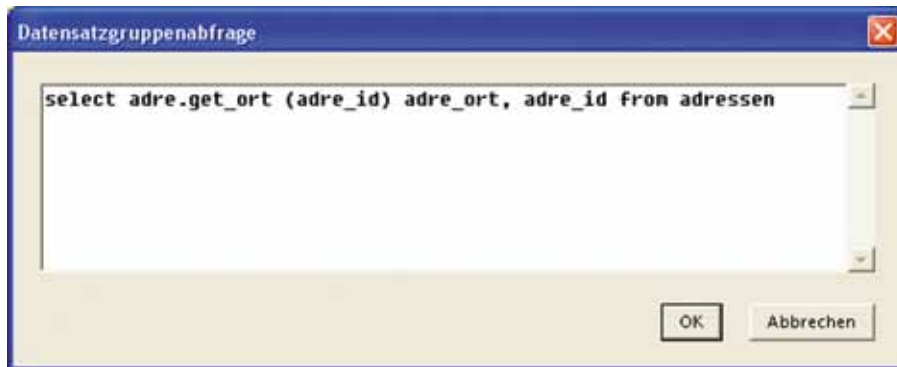 Datensatzgruppenabfrage
select adre.get_ort (adre_id) adre_ort, adre_id from adressen
OK
Abbrechen